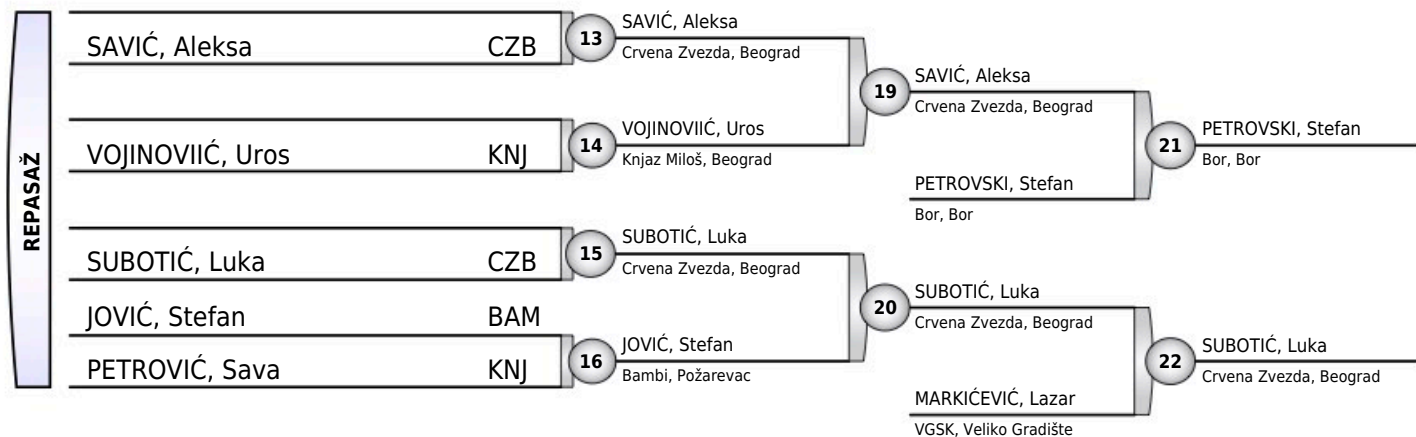 REPASAŽ
SAVIĆ, Aleksa CZB
VOJINOVIIĆ, Uros KNJ
SUBOTIĆ, Luka CZB
JOVIĆ, Stefan BAM
PETROVIĆ, Sava KNJ
13
SAVIĆ, Aleksa
Crvena Zvezda, Beograd
14
VOJINOVIIĆ, Uros
Knjaz Miloš, Beograd
15
SUBOTIĆ, Luka
Crvena Zvezda, Beograd
16
JOVIĆ, Stefan
Bambi, Požarevac
19
SAVIĆ, Aleksa
Crvena Zvezda, Beograd
PETROVSKI, Stefan
Bor, Bor
20
SUBOTIĆ, Luka
Crvena Zvezda, Beograd
MARKIĆEVIĆ, Lazar
VGSK, Veliko Gradište
21
PETROVSKI, Stefan
Bor, Bor
22
SUBOTIĆ, Luka
Crvena Zvezda, Beograd